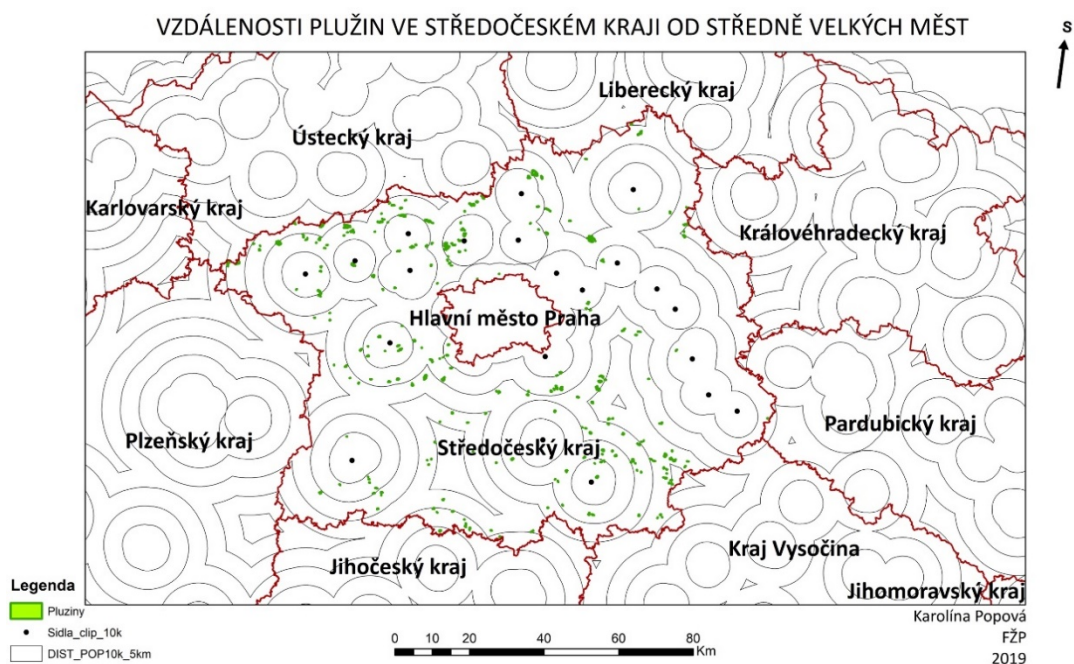 VZDÁLENOSTI PLUŽIN VE STŘEDOČESKÉM KRAJI OD STŘEDNĚ VELKÝCH MĚST
S
Liberecký kraj
Ústecký kraj
Karlovarský kraj
Královéhradecký kraj
Hlavní město Praha
Plzeňský kraj
Středočeský kraj
Pardubický kraj
Kraj Vysočina
Jihočeský kraj
Jihomoravský kraj
Legenda
Pluziny
Sidla_clip_10k
DIST_POP10k_5km
0 5 10 20 40 60 80
Km
Karolína Popová
FŽP
2019